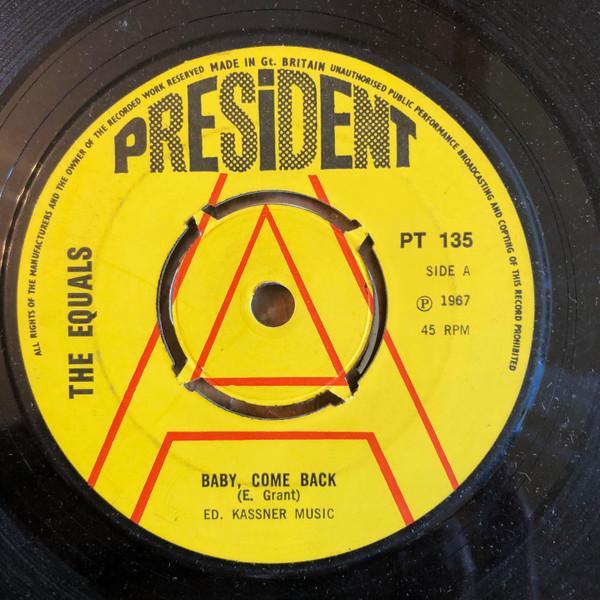 ALL RIGHTS OF THE MANUFACTURERS AND THE OWNER OF THE RECORDED WORK RESERVED MADE IN Gt. BRITAIN UNAUTHORISED PUBLIC PERFORMANCE BROADCASTING AND COPYING OF THIS RECORD PROHIBITED
PRESiDENT
THE EQUALS
PT 135
SIDE A
Ⓟ 1967
45 RPM
A
BABY, COME BACK
(E. Grant)
ED. KASSNER MUSIC